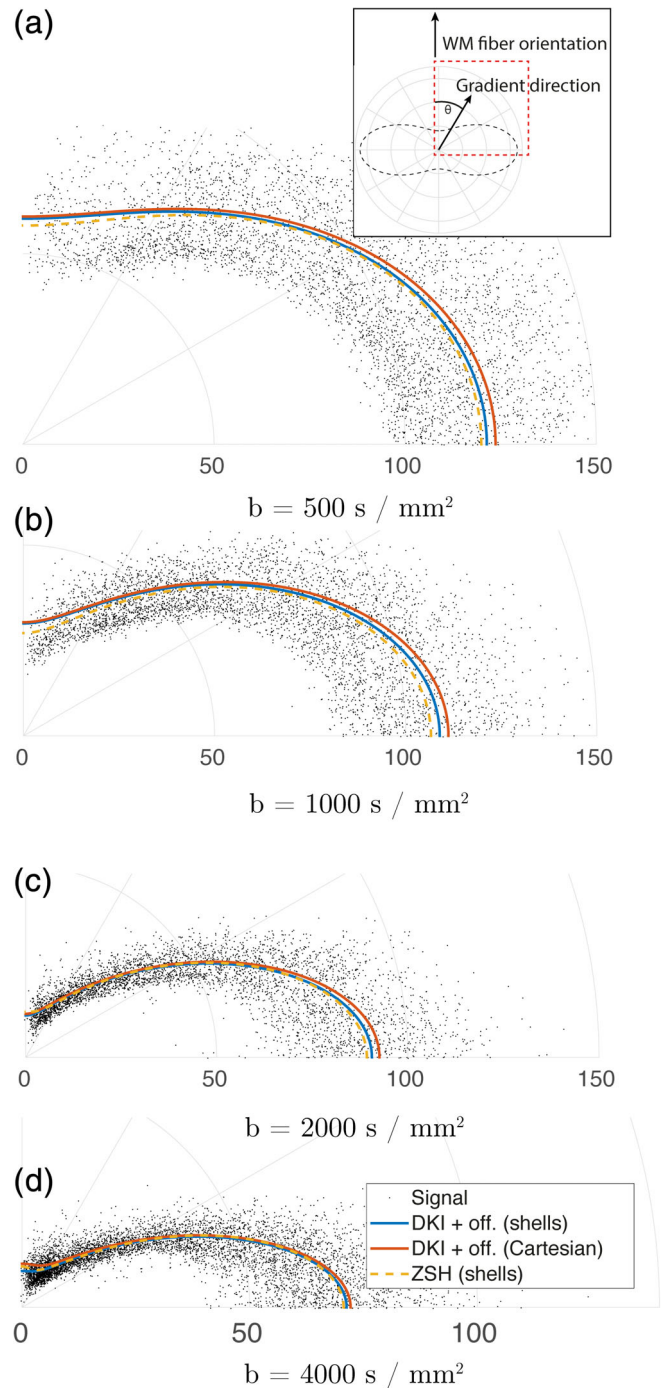 (a)
WM fiber orientation
Gradient direction
θ
0 50 100 150
b = 500 s / mm²
(b)
0 50 100 150
b = 1000 s / mm²
(c)
0 50 100 150
b = 2000 s / mm²
(d)
Signal
DKI + off. (shells)
DKI + off. (Cartesian)
ZSH (shells)
0 50 100
b = 4000 s / mm²